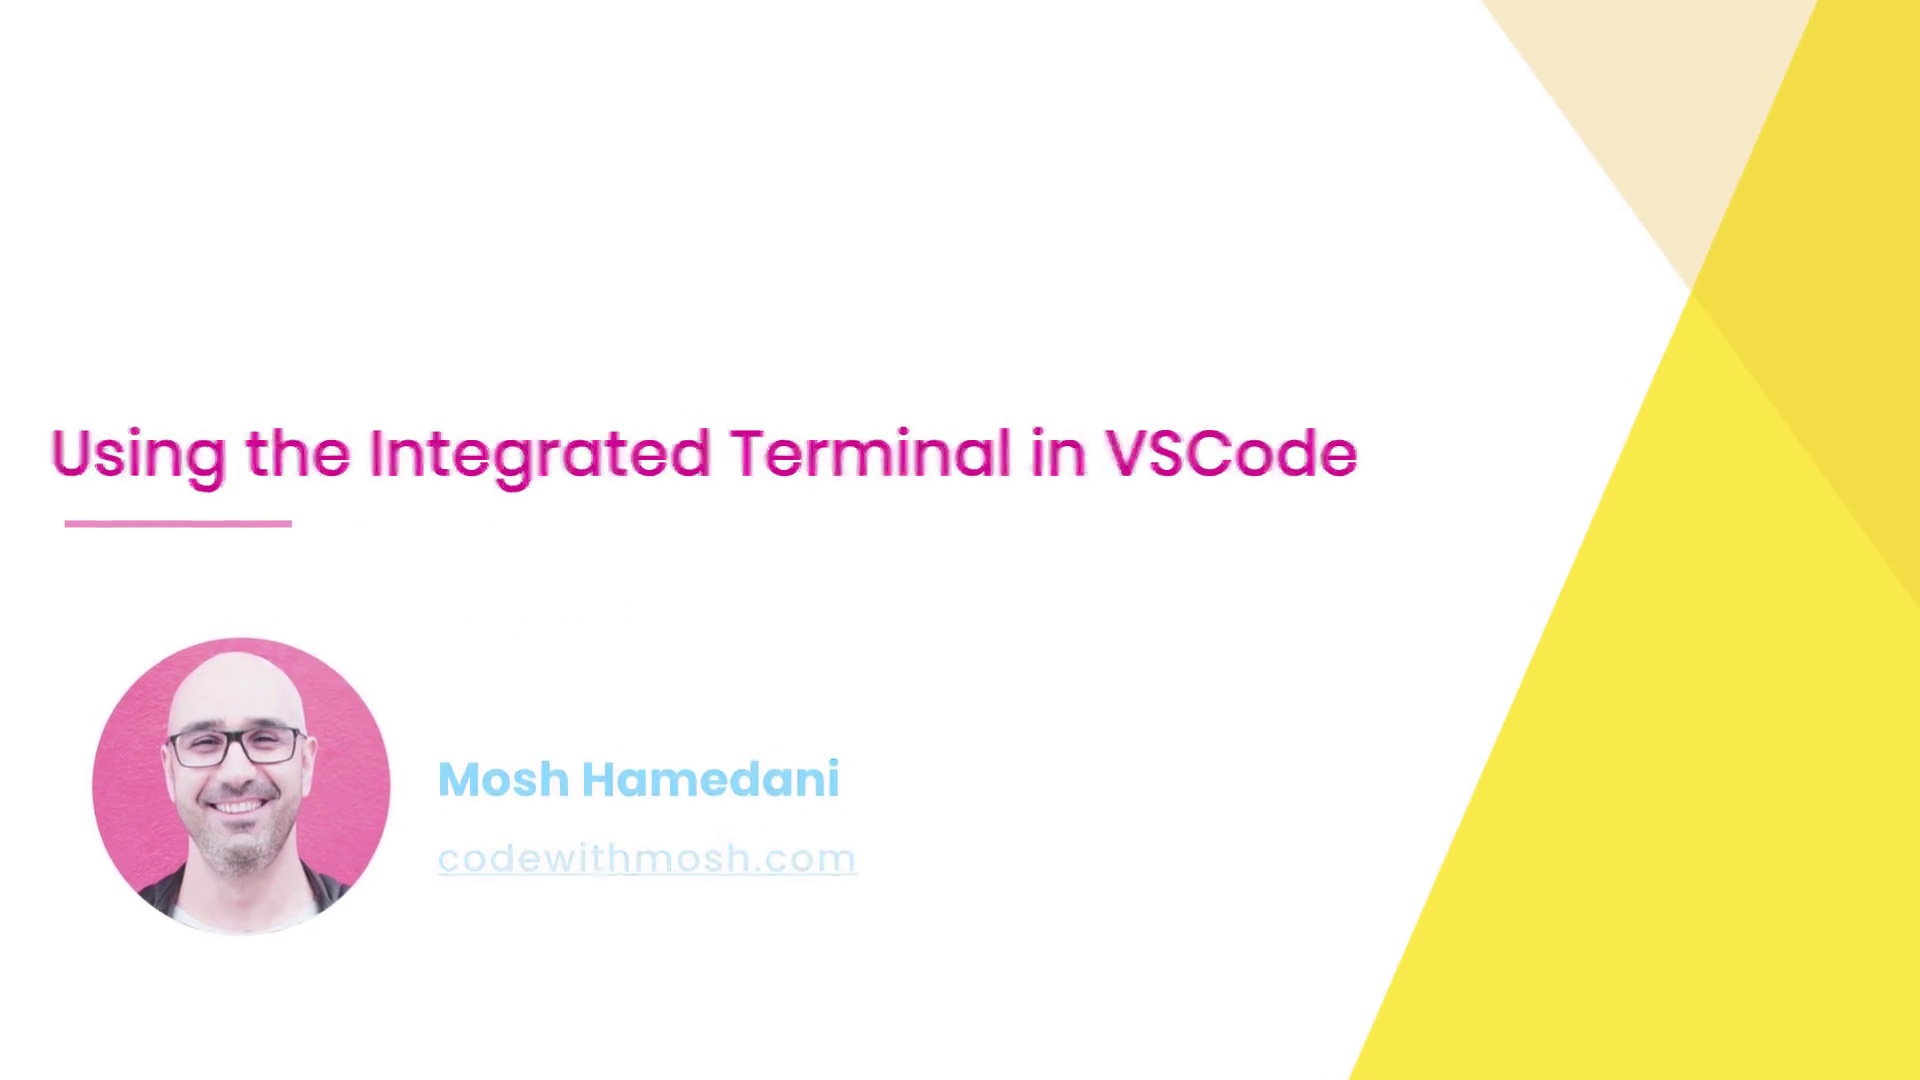 Using the Integrated Terminal in VSCode
Mosh Hamedani
codewithmosh.com